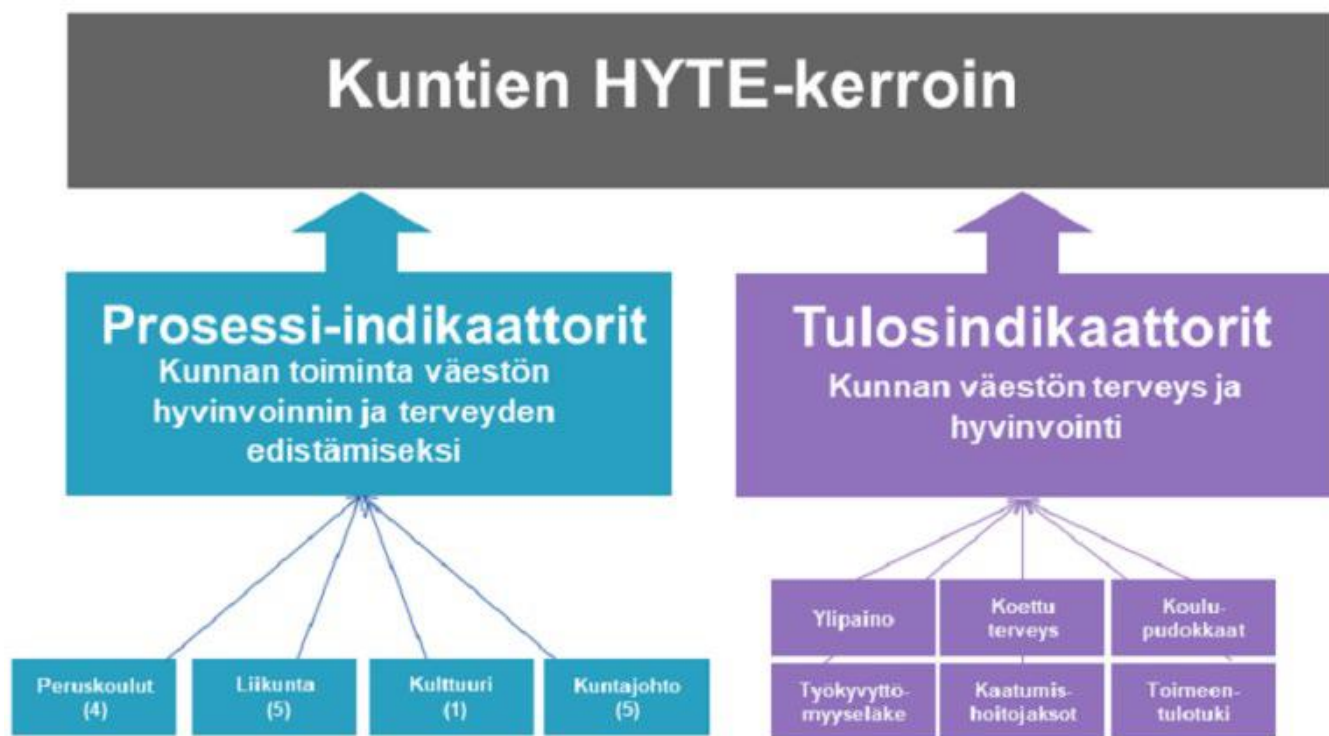 Kuntien HYTE-kerroin
Prosessi-indikaattorit
Kunnan toiminta väestön
hyvinvoinnin ja terveyden
edistämiseksi
Tulosindikaattorit
Kunnan väestön terveys ja
hyvinvointi
Peruskoulut
(4)
Liikunta
(5)
Kulttuuri
(1)
Kuntajohto
(5)
Ylipaino
Koettu
terveys
Koulu-
pudokkaat
Työkyvyttö-
myyseläke
Kaatumis-
hoitojaksot
Toimeen-
tulotuki